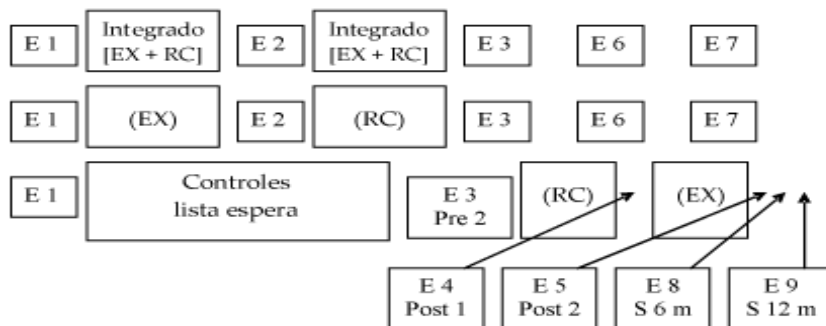 E 1 Integrado [EX + RC] E 2 Integrado [EX + RC] E 3 E 6 E 7
E 1 (EX) E 2 (RC) E 3 E 6 E 7
E 1 Controles lista espera E 3 Pre 2 (RC) (EX)
E 4 Post 1 E 5 Post 2 E 8 S 6 m E 9 S 12 m